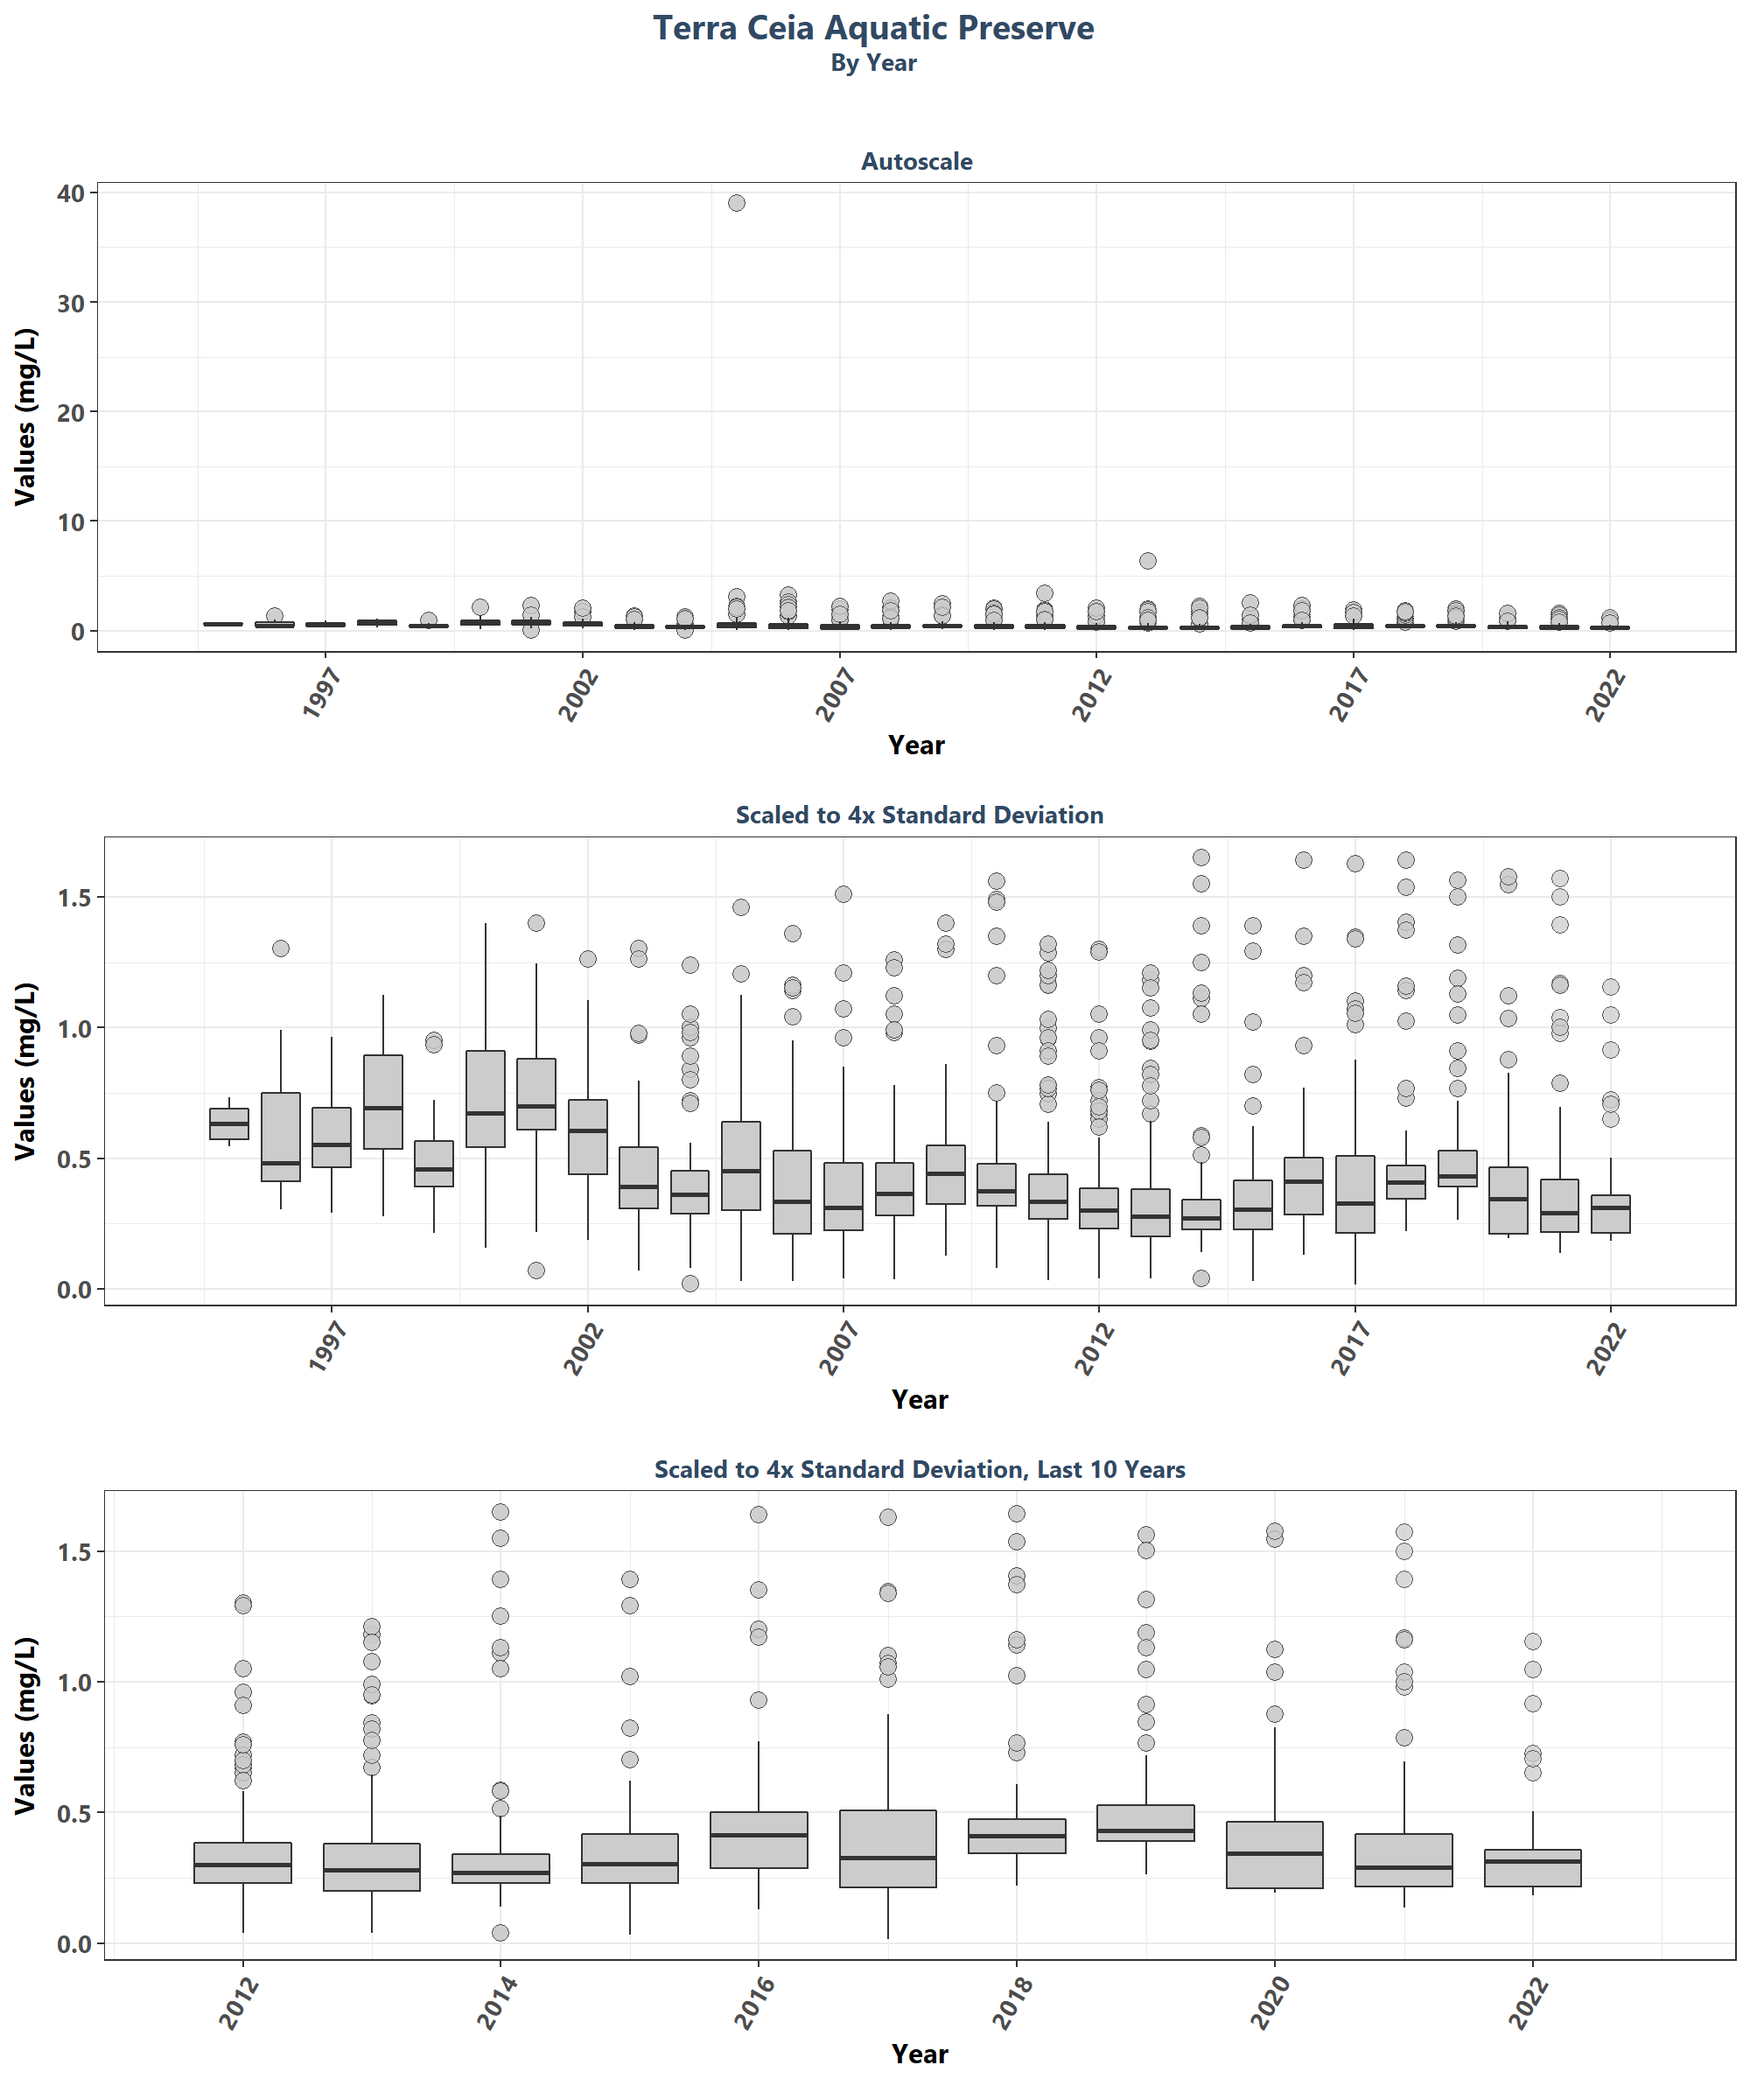 Terra Ceia Aquatic Preserve
By Year
Autoscale
Values (mg/L)
40
30
20
10
0
1997
2002
2007
2012
2017
2022
Year
Scaled to 4x Standard Deviation
Values (mg/L)
1.5
1.0
0.5
0.0
1997
2002
2007
2012
2017
2022
Year
Scaled to 4x Standard Deviation, Last 10 Years
Values (mg/L)
1.5
1.0
0.5
0.0
2012
2014
2016
2018
2020
2022
Year